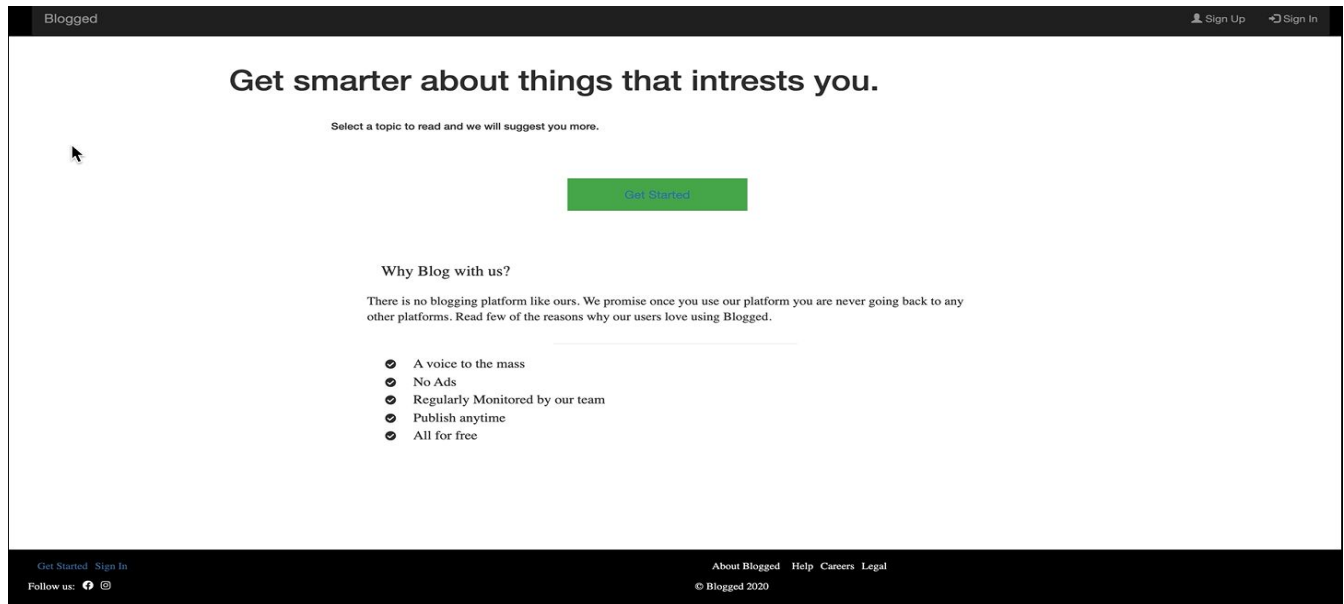 Blogged Sign Up Sign In
Get smarter about things that intrests you.
Select a topic to read and we will suggest you more.
Get Started
Why Blog with us?
There is no blogging platform like ours. We promise once you use our platform you are never going back to any
other platforms. Read few of the reasons why our users love using Blogged.
A voice to the mass
No Ads
Regularly Monitored by our team
Publish anytime
All for free
Get Started Sign In About Blogged Help Careers Legal
Follow us: © Blogged 2020